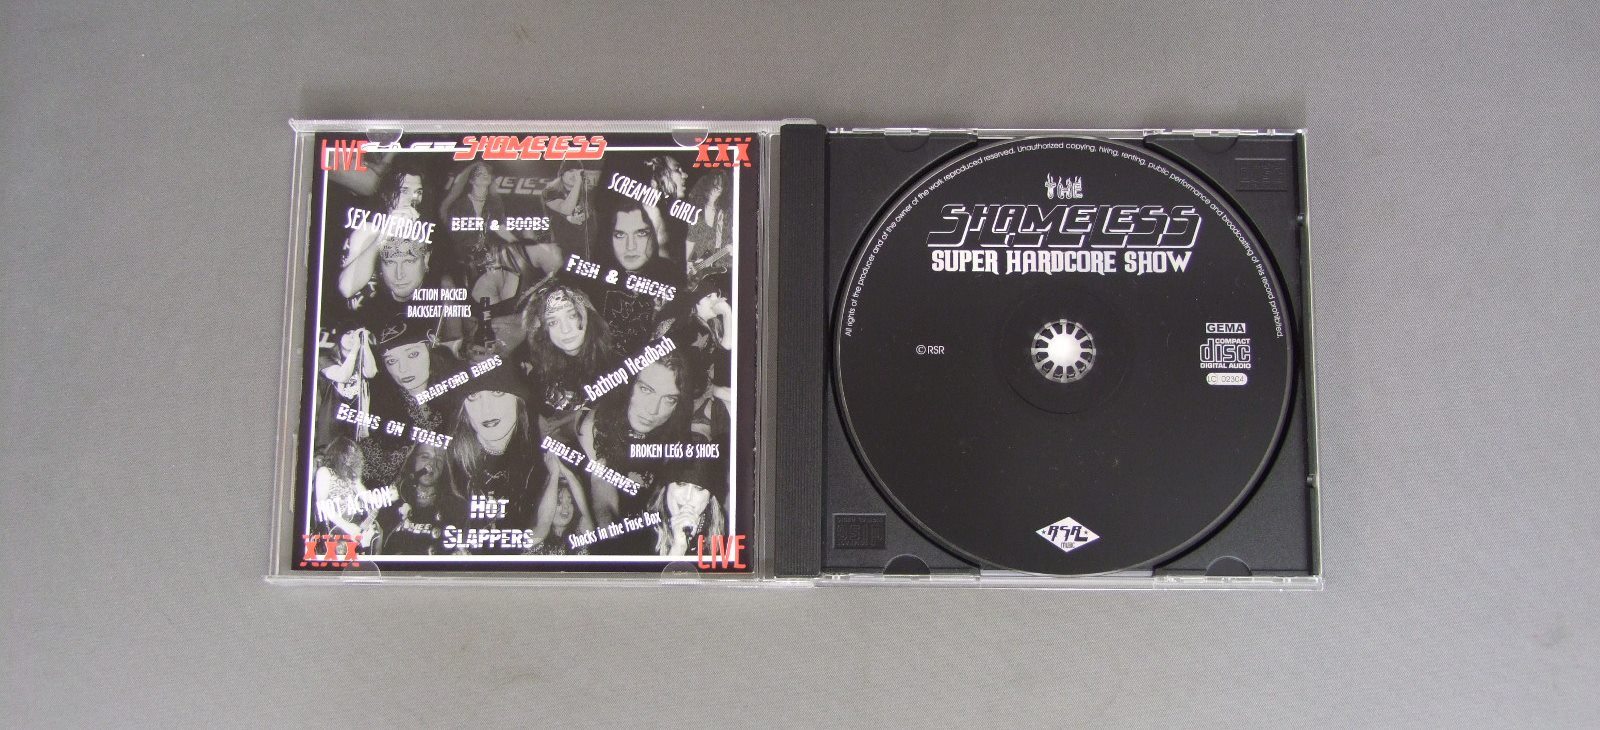 LIVE
SHAMELESS
XXX
SCREAMIN' GIRLS
SEX OVERDOSE
BEER & BOOBS
FISH & CHICKS
ACTION PACKED
BACKSEAT PARTIES
BRADFORD BIRDS
Bathtop Headbash
BEANS ON TOAST
DUDLEY DWARVES
BROKEN LEG'S & SHOES
HOT ACTION
HOT
SLAPPERS
Shocks in the Fuse Box
XXX
LIVE
All rights of the producer and of the owner of the work reproduced reserved. Unauthorized copying, hiring, renting, public performance and broadcasting of this record prohibited.
THE
SHAMELESS
SUPER HARDCORE SHOW
© RSR
GEMA
COMPACT
disc
DIGITAL AUDIO
LC 02304
RSR
MUSIC